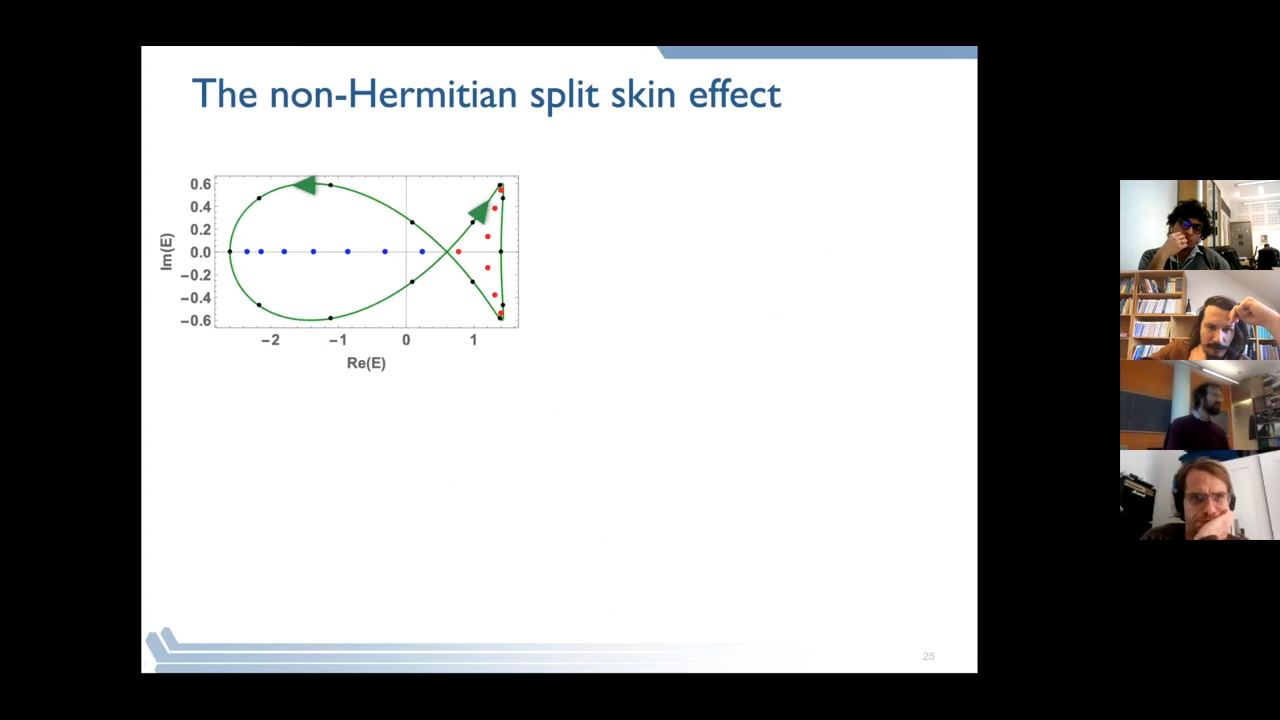 The non-Hermitian split skin effect
0.6
0.4
0.2
0.0
−0.2
−0.4
−0.6
Im(E)
−2 −1 0 1
Re(E)
25